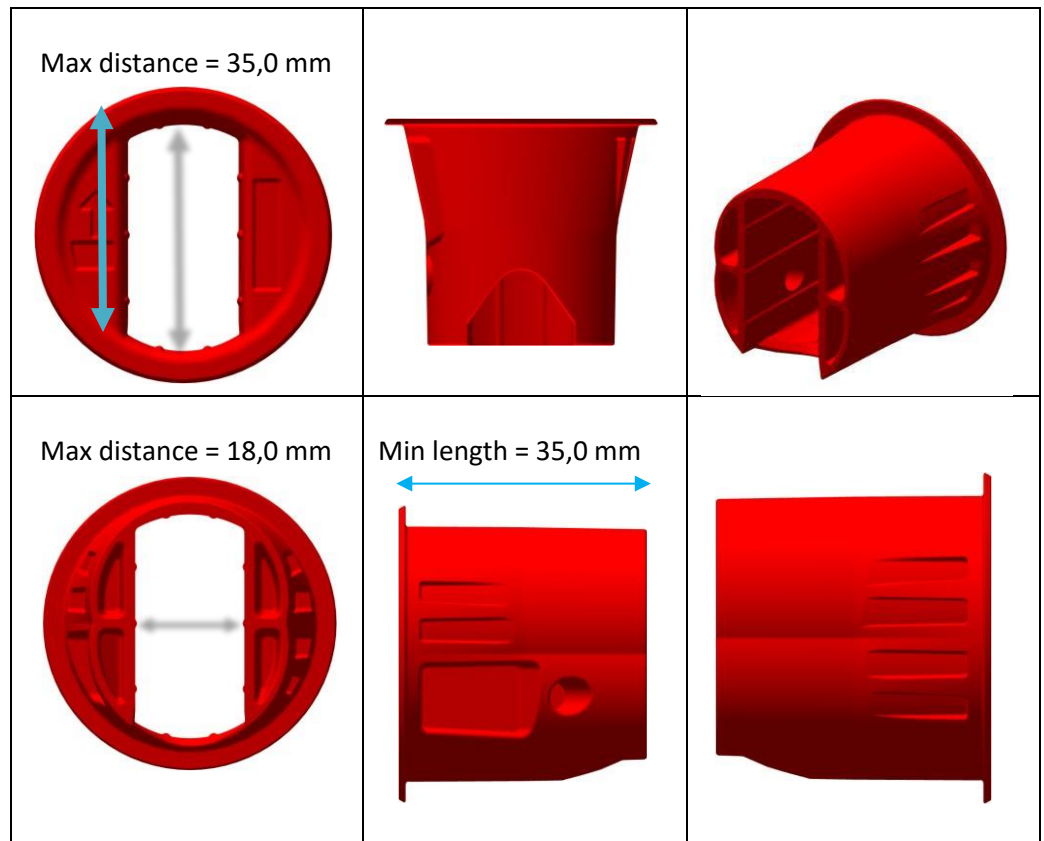 Max distance = 35,0 mm
Max distance = 18,0 mm
Min length = 35,0 mm